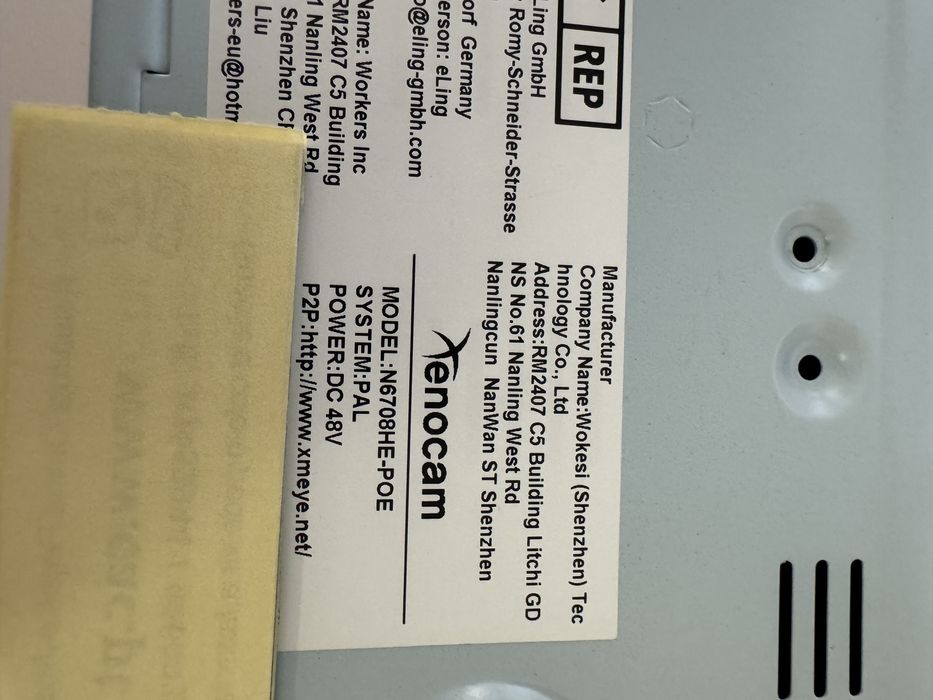 REP
Ling GmbH
Romy-Schneider-Strasse
orf Germany
erson: eLing
o@eling-gmbh.com
Name: Workers Inc
RM2407 C5 Building
1 Nanling West Rd
Shenzhen
Liu
ers-eu@hotm
Manufacturer
Company Name:Wokesi (Shenzhen) Tec
hnology Co., Ltd
Address:RM2407 C5 Building Litchi GD
NS No.61 Nanling West Rd
Nanlingcun NanWan ST Shenzhen
Xenocam
MODEL:N6708HE-POE
SYSTEM:PAL
POWER:DC 48V
P2P:http://www.xmeye.net/